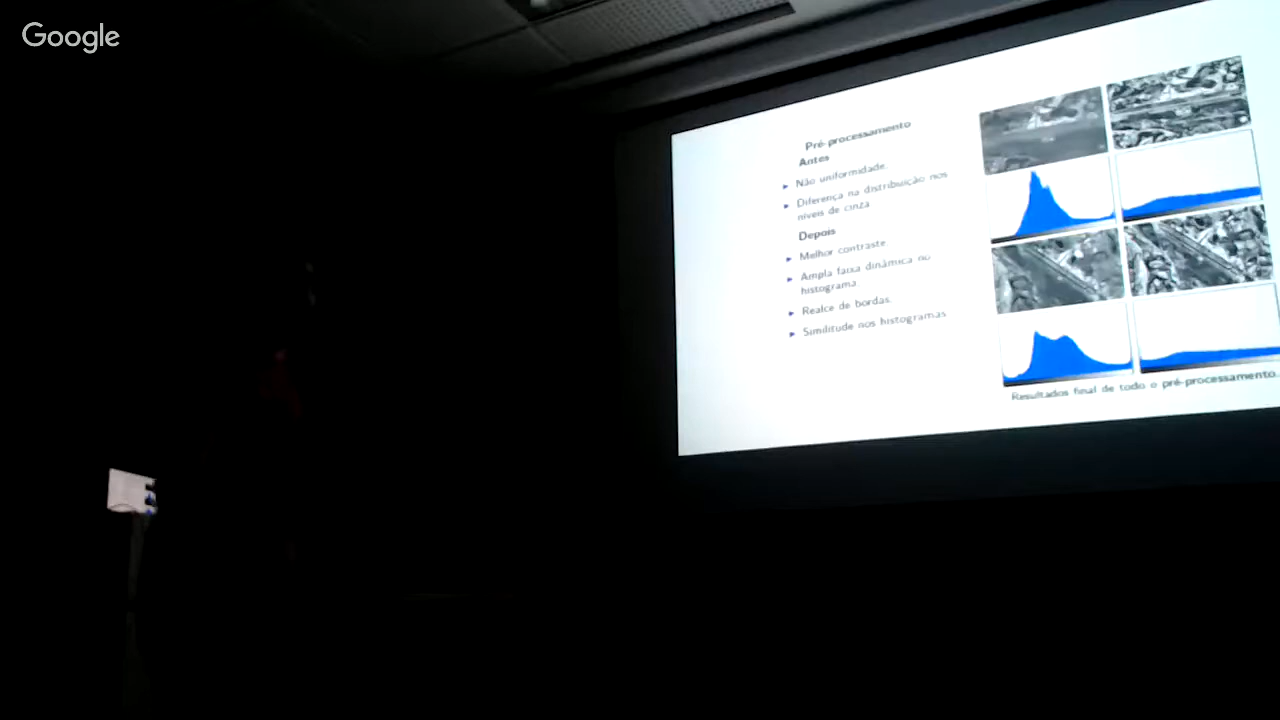 Google
Pré-processamento
Antes
Não uniformidade.
Diferença na distribuição nos
níveis de cinza
Depois
Melhor contraste
Ampla faixa dinâmica no
histograma.
Realce de bordas.
Similitude nos histogramas
Resultados final de todo o pré-processamento.